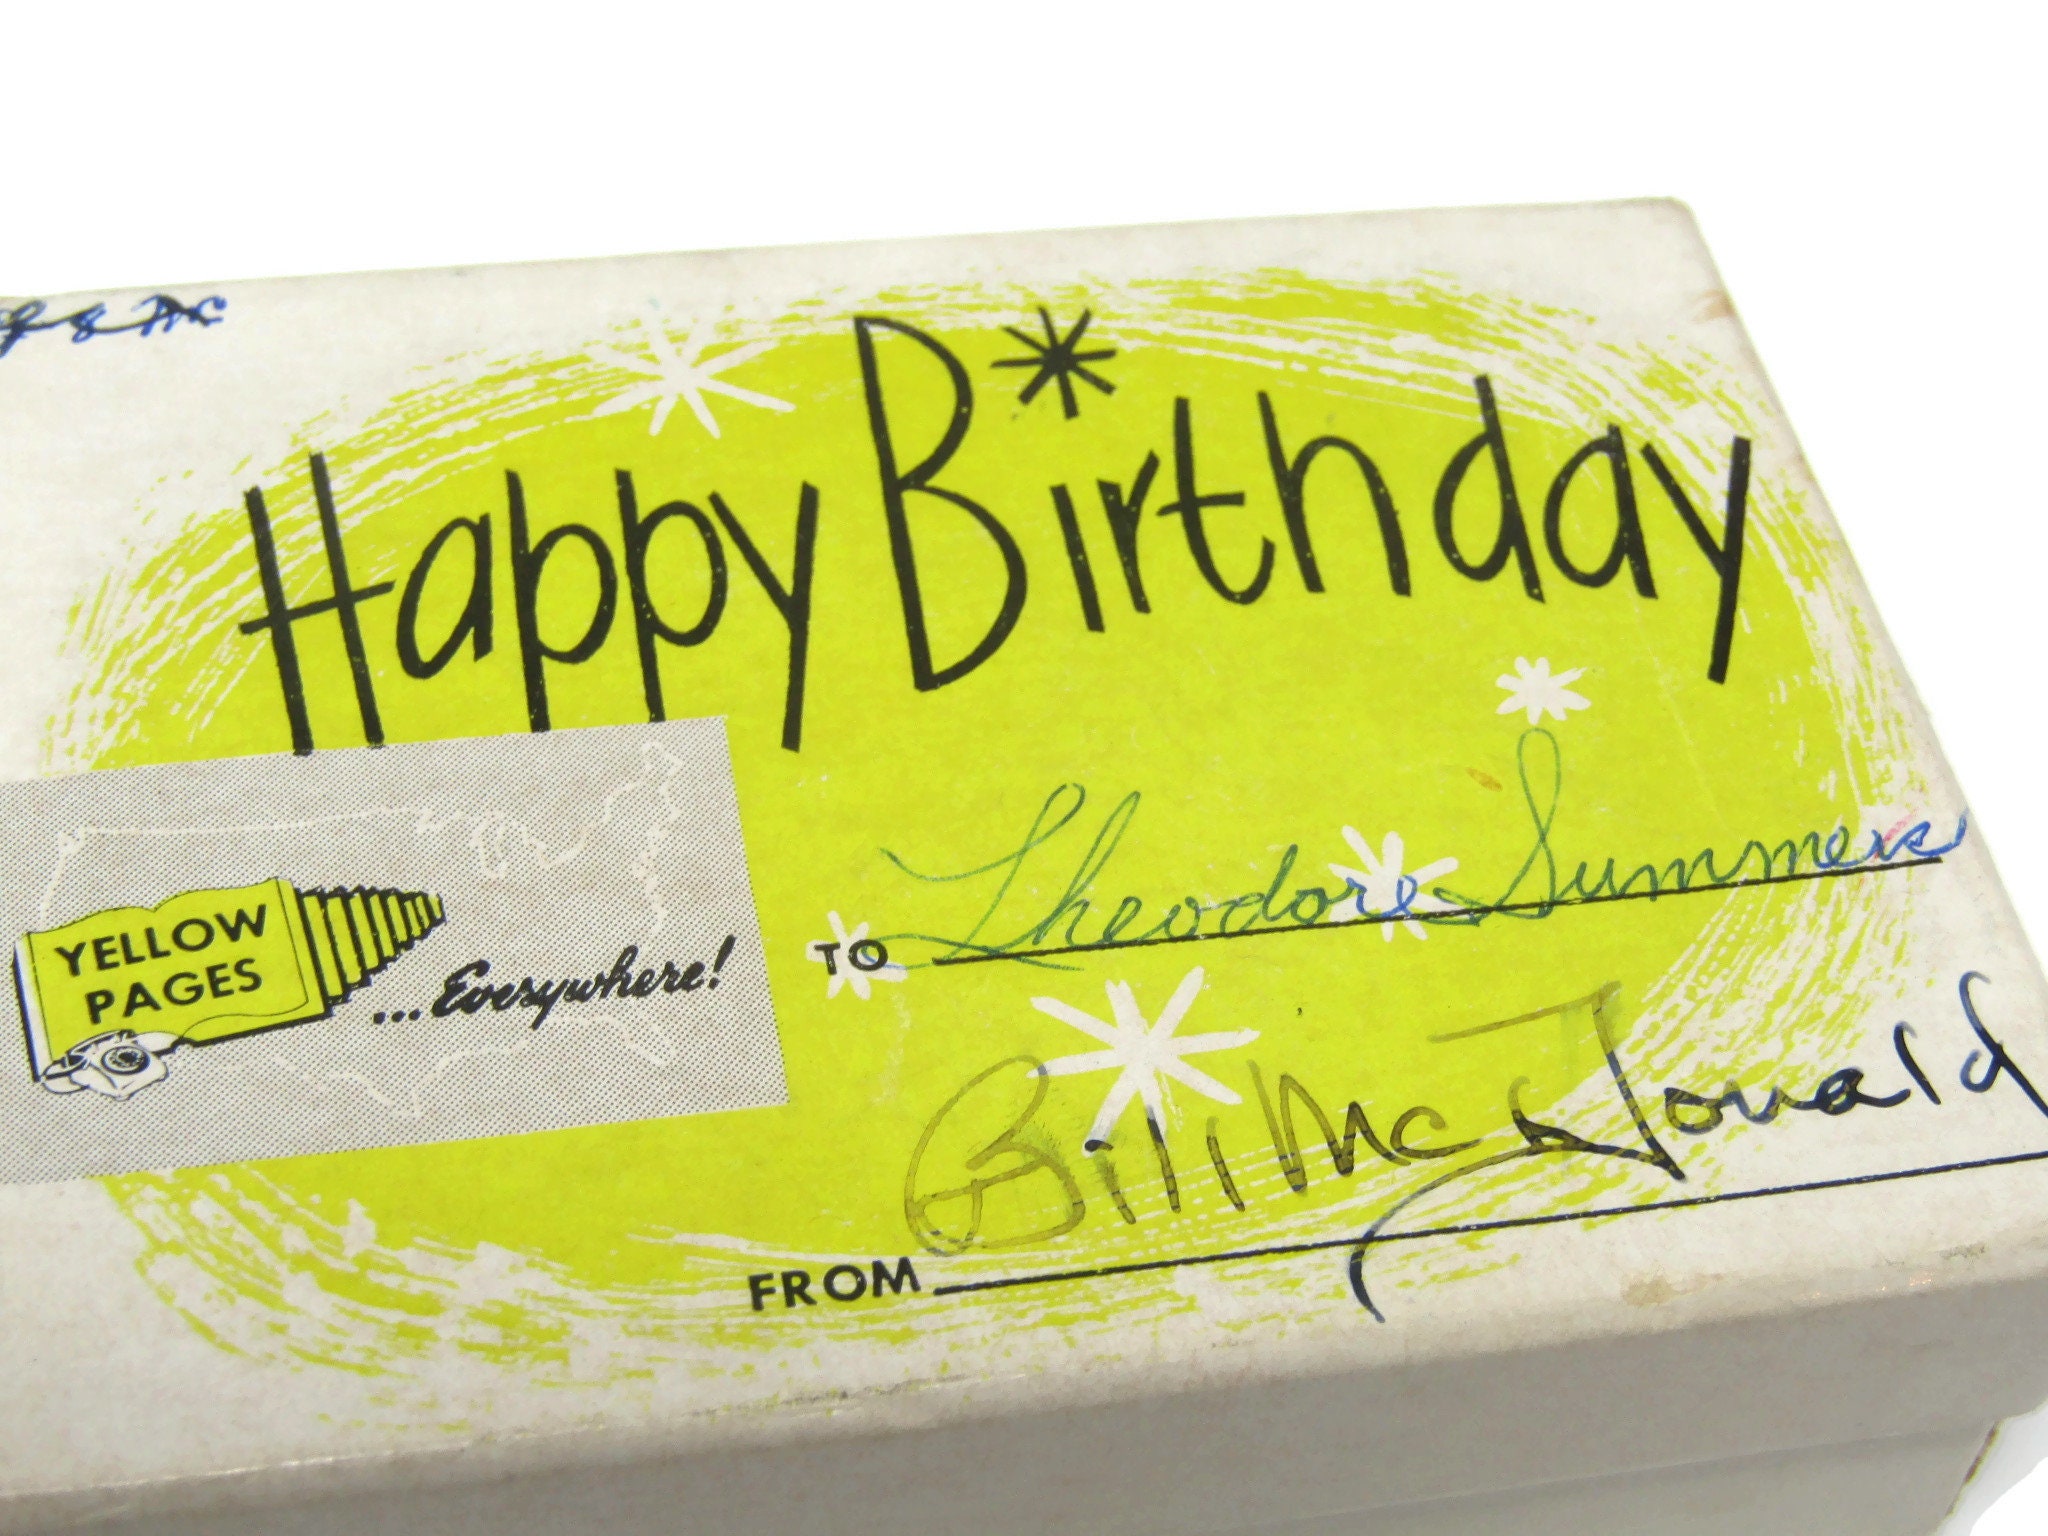 Happy Birthday
YELLOW
PAGES
...Everywhere!
TO Theodore Summers
FROM Bill McDonald